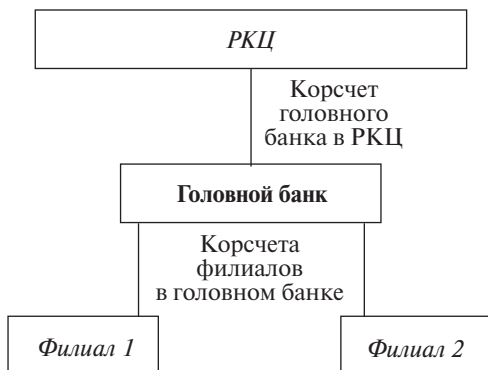 РКЦ
Корсчет
головного
банка в РКЦ
Головной банк
Корсчета
филиалов
в головном банке
Филиал 1
Филиал 2